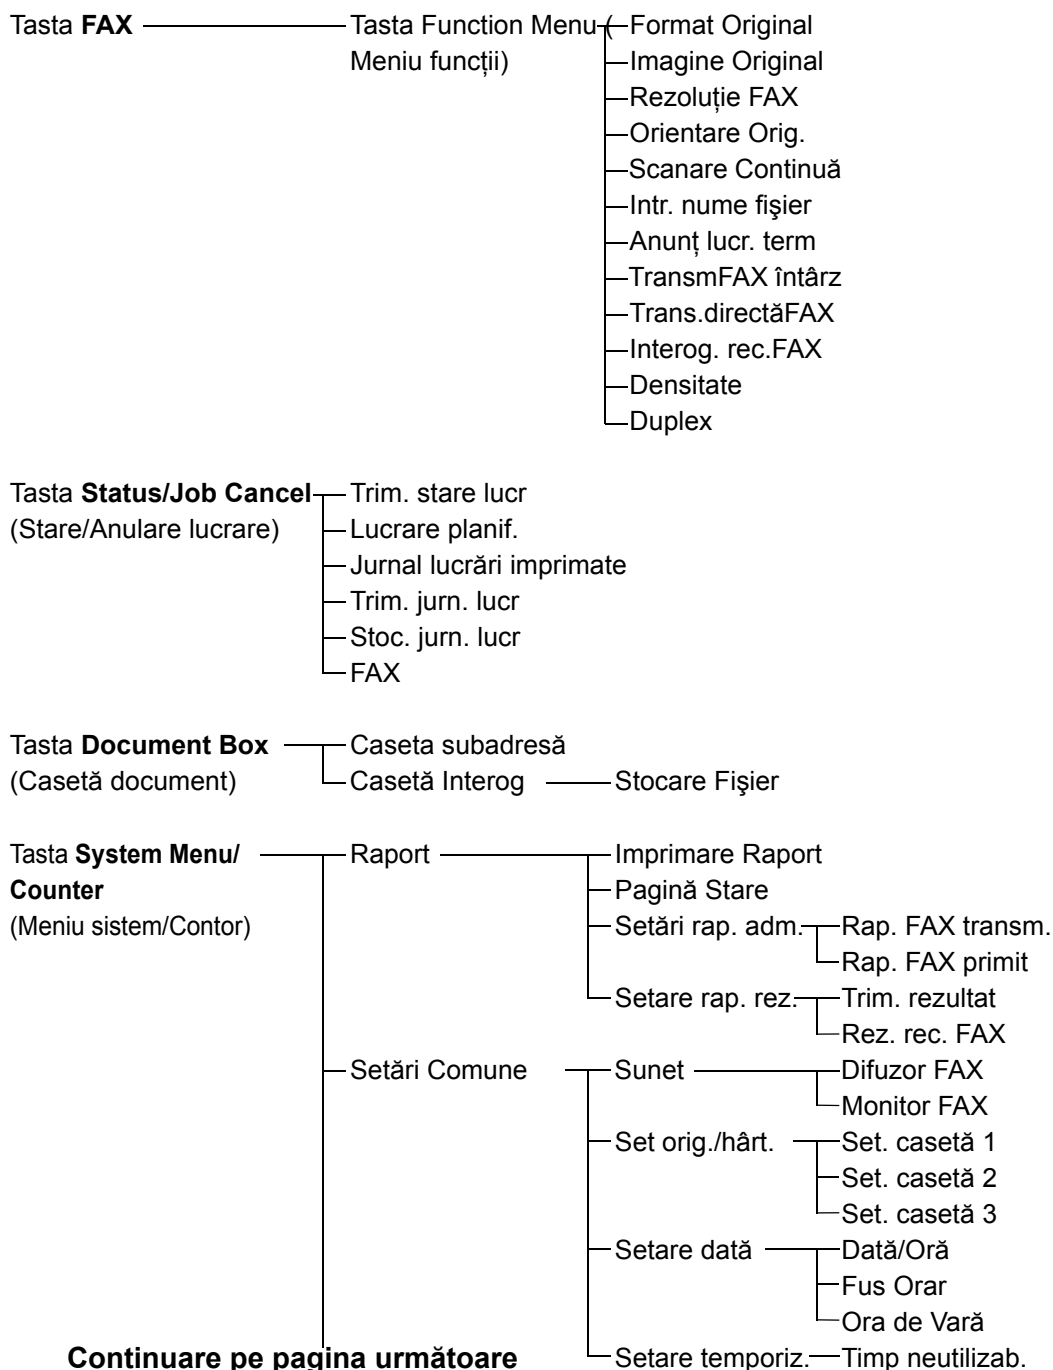 Tasta FAX Tasta Function Menu ( Format Original
Meniu funcții) Imagine Original
Rezoluție FAX
Orientare Orig.
Scanare Continuă
Intr. nume fişier
Anunț lucr. term
TransmFAX întârz
Trans.directăFAX
Interog. rec.FAX
Densitate
Duplex
Tasta Status/Job Cancel Trim. stare lucr
(Stare/Anulare lucrare) Lucrare planif.
Jurnal lucrări imprimate
Trim. jurn. lucr
Stoc. jurn. lucr
FAX
Tasta Document Box Caseta subadresă
(Casetă document) Casetă Interog Stocare Fişier
Tasta System Menu/ Raport Imprimare Raport
Counter Pagină Stare
(Meniu sistem/Contor) Setări rap. adm. Rap. FAX transm.
Rap. FAX primit
Setare rap. rez. Trim. rezultat
Rez. rec. FAX
Setări Comune Sunet Difuzor FAX
Monitor FAX
Set orig./hârt. Set. casetă 1
Set. casetă 2
Set. casetă 3
Setare dată Dată/Oră
Fus Orar
Ora de Vară
Continuare pe pagina următoare Setare temporiz. Timp neutilizab.